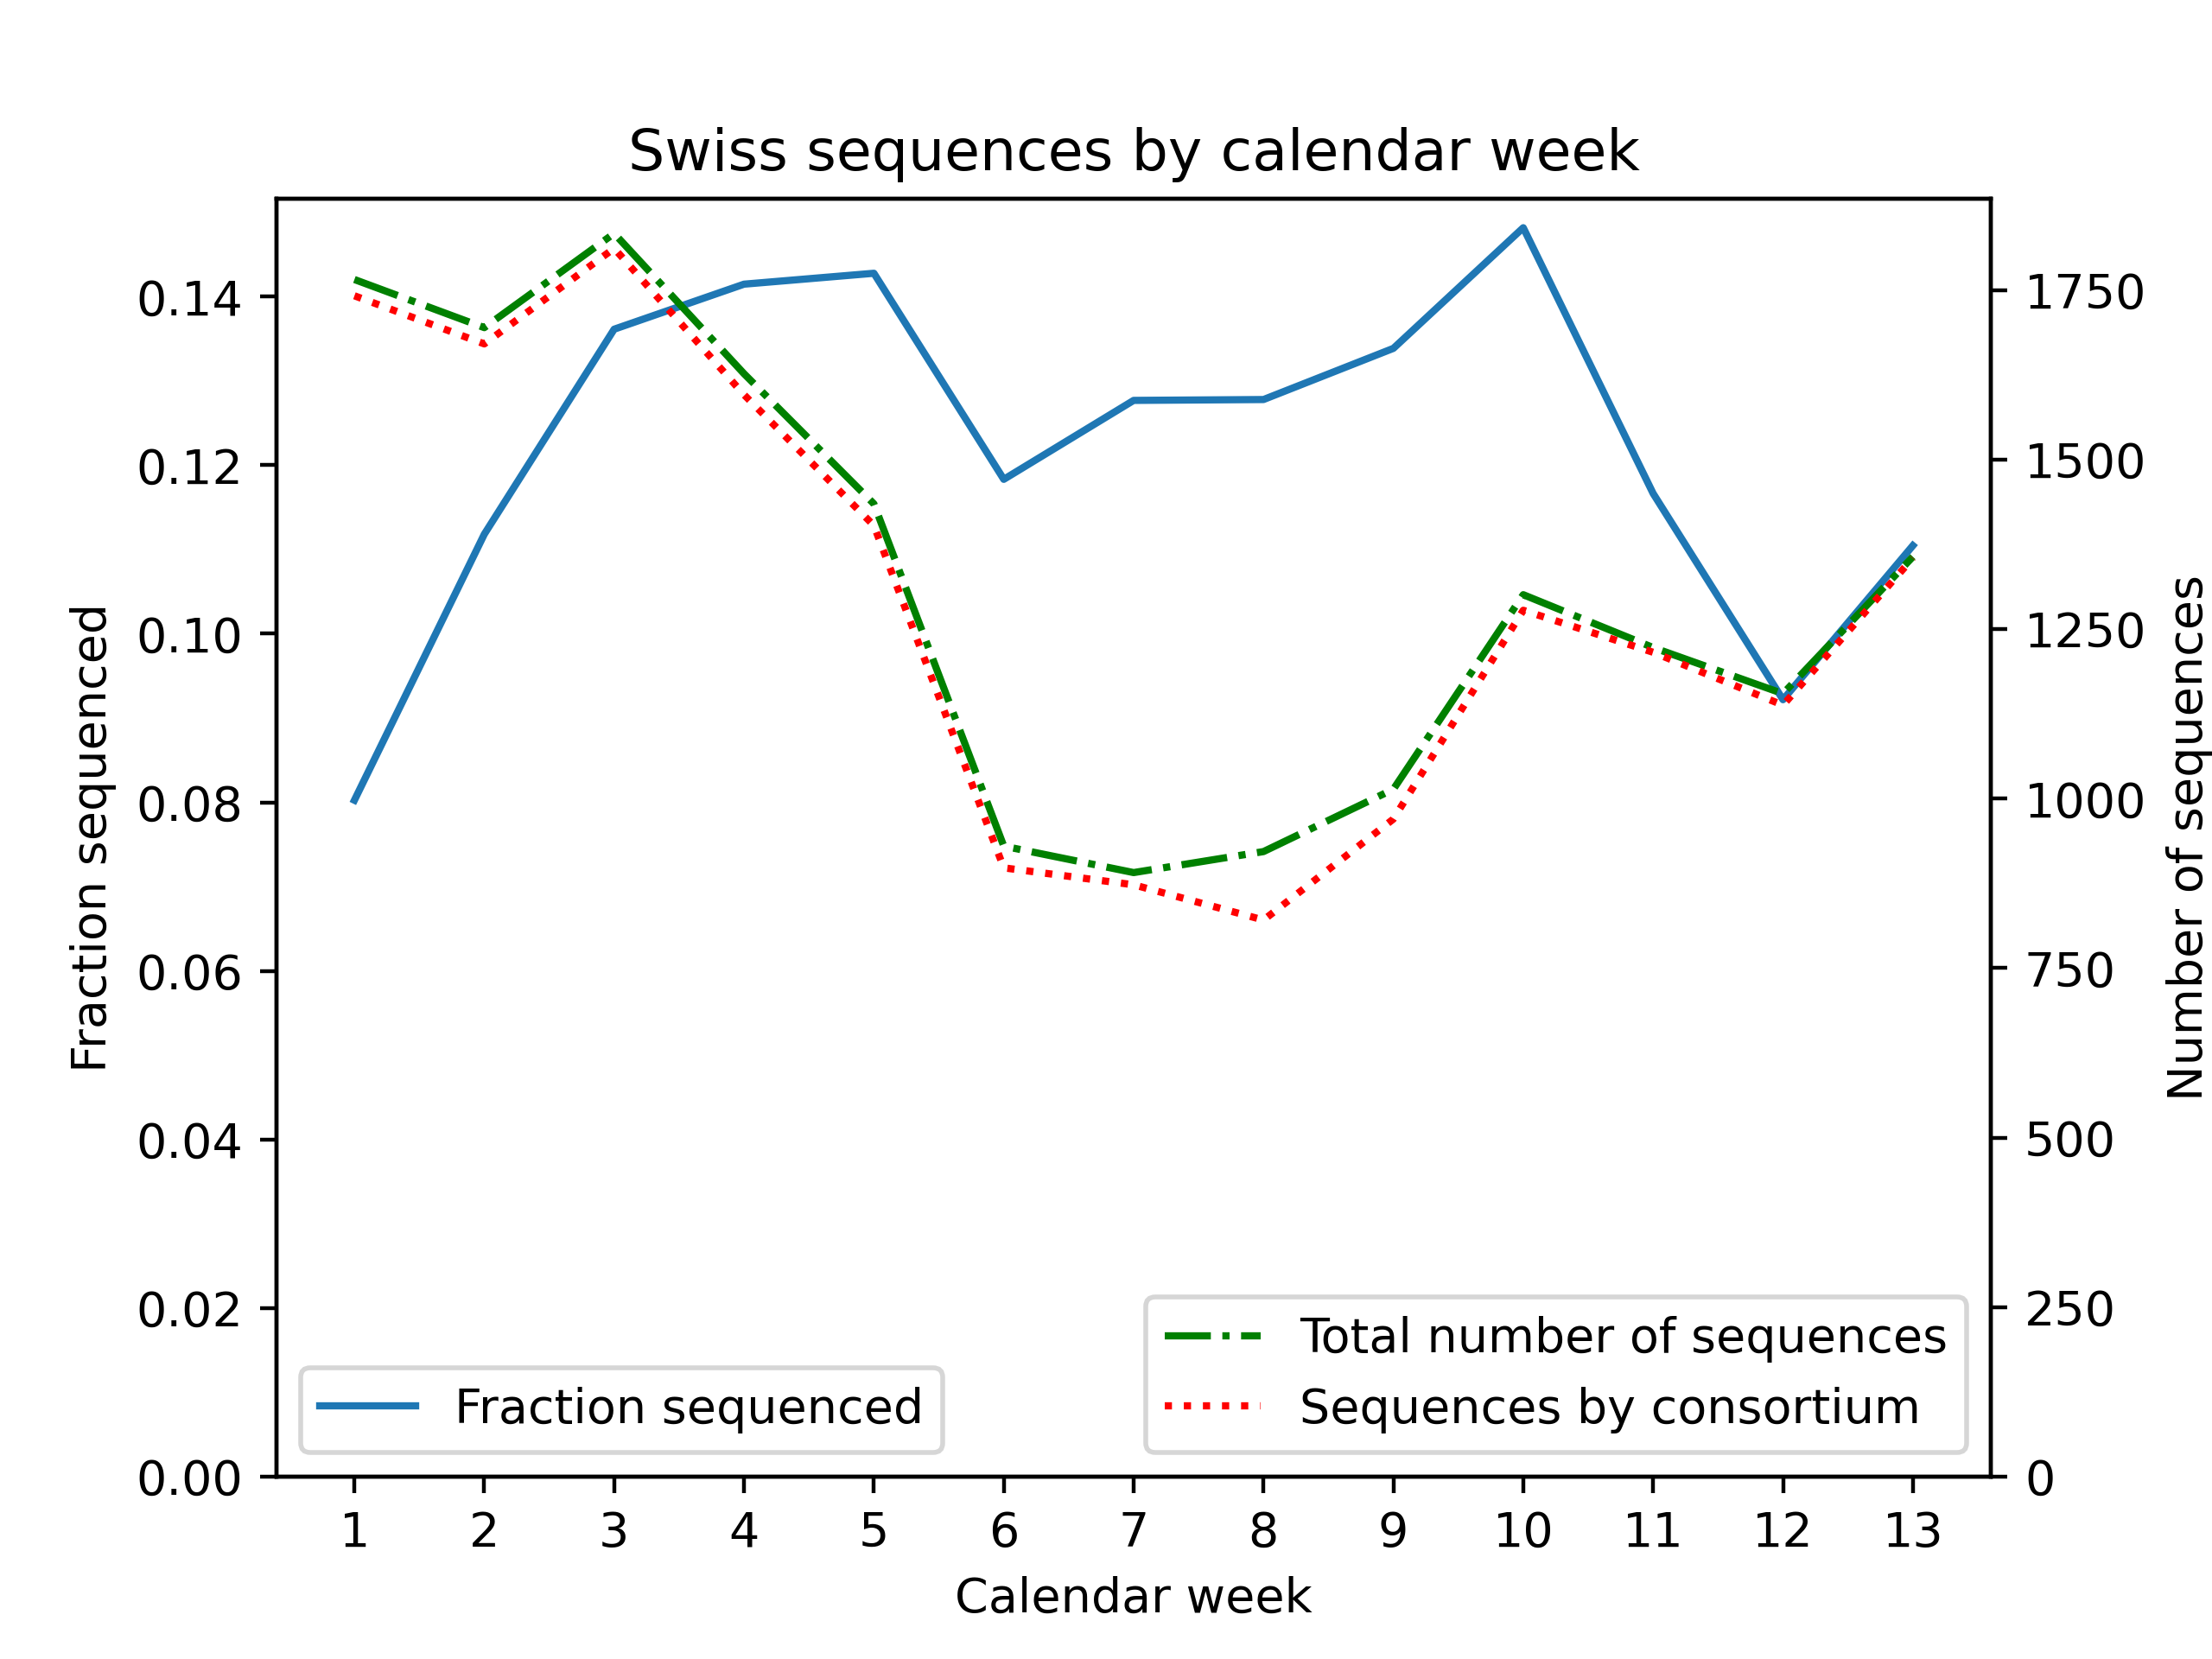 Swiss sequences by calendar week
Fraction sequenced
0.14
0.12
0.10
0.08
0.06
0.04
0.02
0.00
1750
1500
1250
1000
750
500
250
0
Number of sequences
Fraction sequenced
Total number of sequences
Sequences by consortium
1 2 3 4 5 6 7 8 9 10 11 12 13
Calendar week